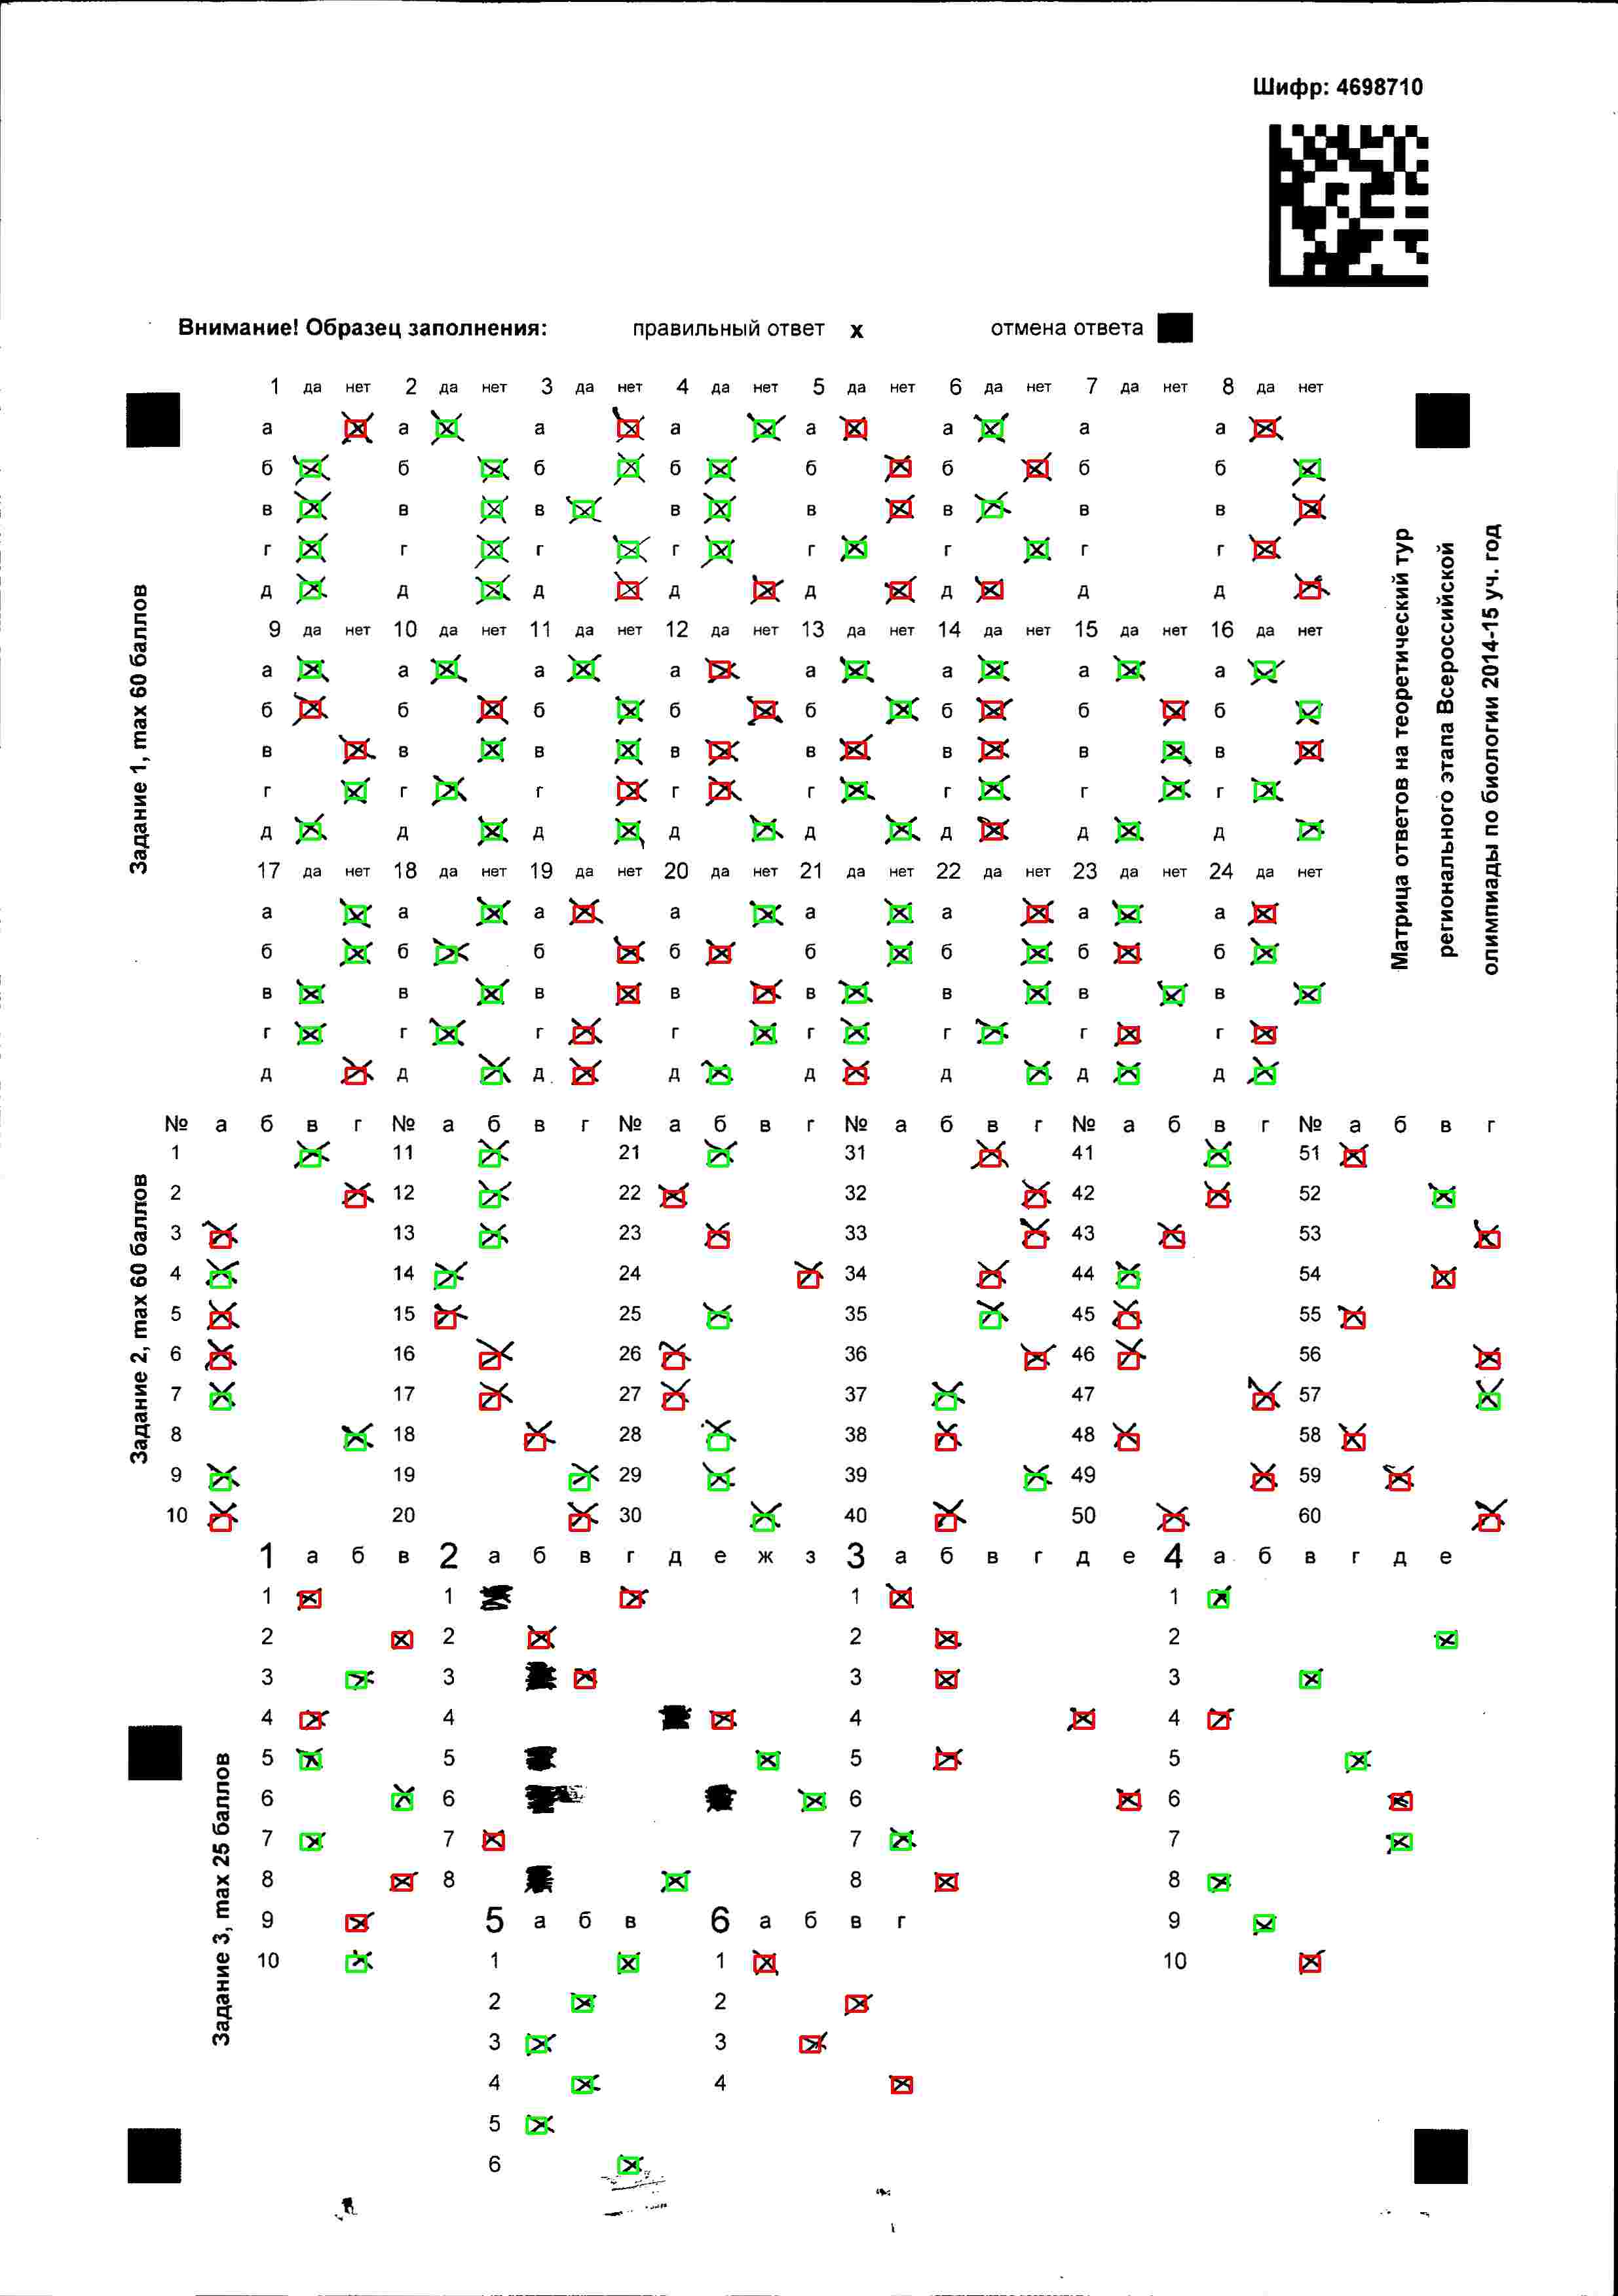 Шифр: 4698710
Внимание! Образец заполнения: правильный ответ х отмена ответа
Матрица ответов на теоретический тур
регионального этапа Всероссийской
олимпиады по биологии 2014-15 уч. год
Задание 1, max 60 баллов
1 да нет 2 да нет 3 да нет 4 да нет 5 да нет 6 да нет 7 да нет 8 да нет
а а а а а а а а
б б б б б б б б
в в в в в в в в
г г г г г г г г
д д д д д д д д
9 да нет 10 да нет 11 да нет 12 да нет 13 да нет 14 да нет 15 да нет 16 да нет
а а а а а а а а
б б б б б б б б
в в в в в в в в
г г г г г г г г
д д д д д д д д
17 да нет 18 да нет 19 да нет 20 да нет 21 да нет 22 да нет 23 да нет 24 да нет
а а а а а а а а
б б б б б б б б
в в в в в в в в
г г г г г г г г
д д д д д д д д
Задание 2, max 60 баллов
№ а б в г № а б в г № а б в г № а б в г № а б в г № а б в г
1 11 21 31 41 51
2 12 22 32 42 52
3 13 23 33 43 53
4 14 24 34 44 54
5 15 25 35 45 55
6 16 26 36 46 56
7 17 27 37 47 57
8 18 28 38 48 58
9 19 29 39 49 59
10 20 30 40 50 60
Задание 3, max 25 баллов
1 а б в 2 а б в г д е ж з 3 а б в г д е 4 а б в г д е
1 1 1 1
2 2 2 2
3 3 3 3
4 4 4 4
5 5 5 5
6 6 6 6
7 7 7 7
8 8 8 8
9 5 а б в 6 а б в г 9
10 1 1 10
2 2
3 3
4 4
5
6